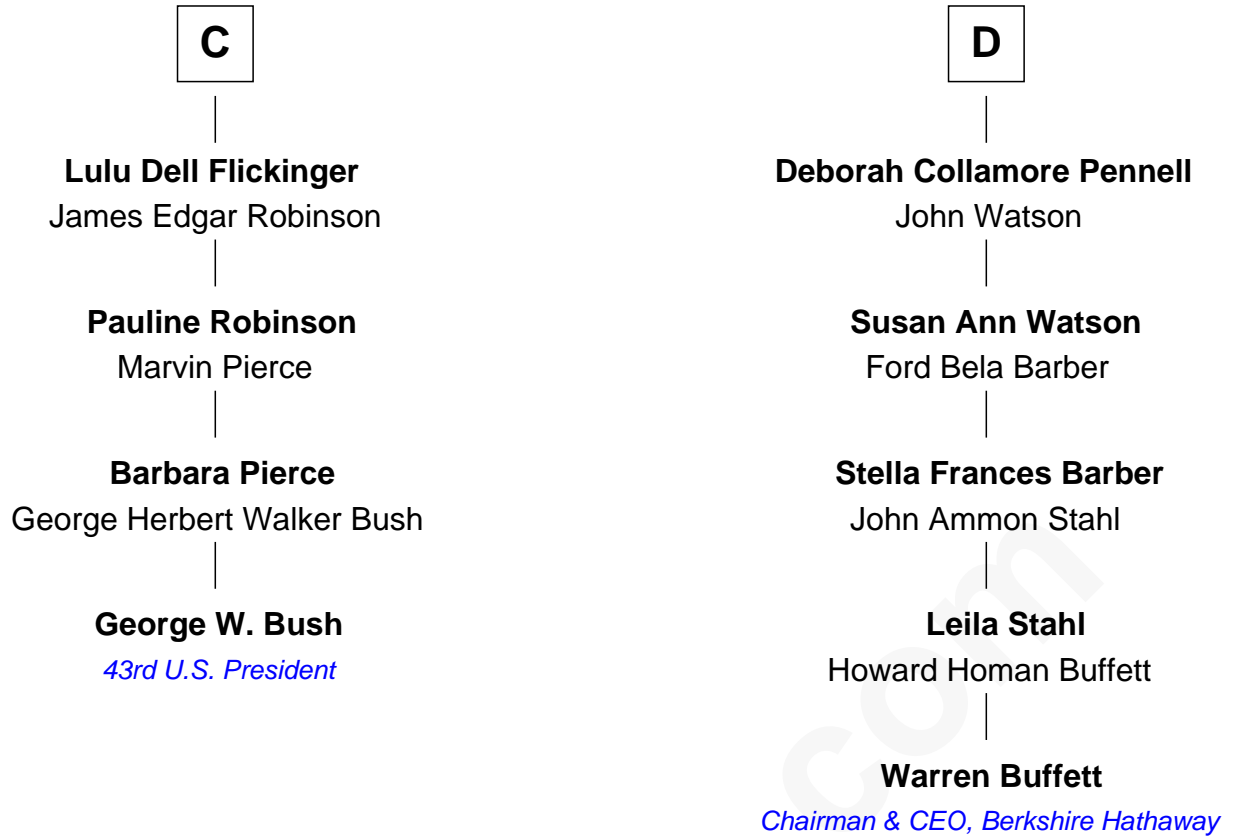 C
Lulu Dell Flickinger
James Edgar Robinson
Pauline Robinson
Marvin Pierce
Barbara Pierce
George Herbert Walker Bush
George W. Bush
43rd U.S. President
D
Deborah Collamore Pennell
John Watson
Susan Ann Watson
Ford Bela Barber
Stella Frances Barber
John Ammon Stahl
Leila Stahl
Howard Homan Buffett
Warren Buffett
Chairman & CEO, Berkshire Hathaway
com